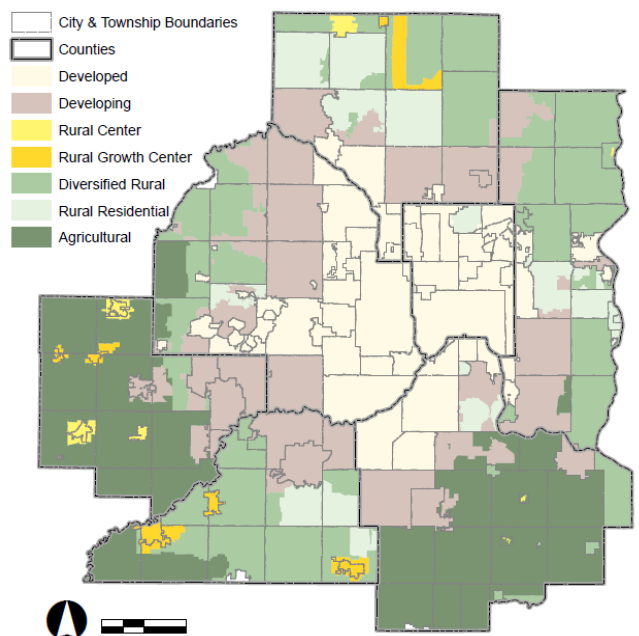 City & Township Boundaries
Counties
Developed
Developing
Rural Center
Rural Growth Center
Diversified Rural
Rural Residential
Agricultural